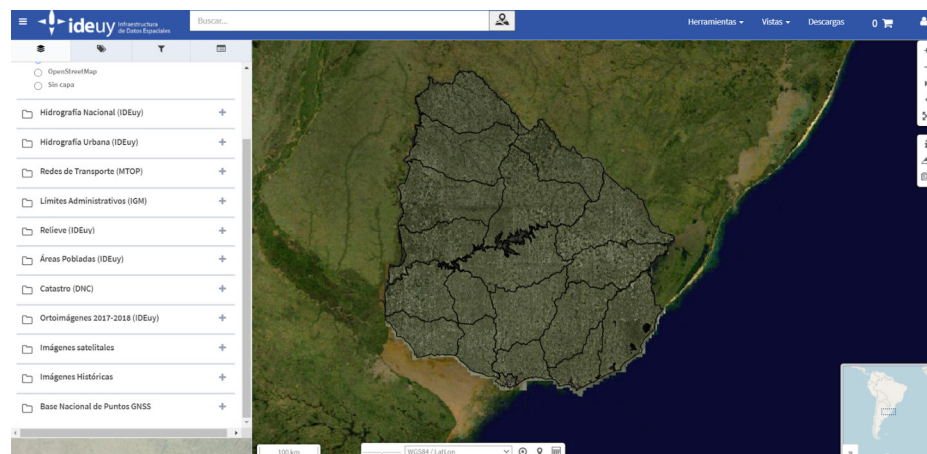 ideuy Infraestructura
de Datos Espaciales
Buscar...
Herramientas
Vistas
Descargas
0
OpenStreetMap
Sin capa
Hidrografía Nacional (IDEuy)
Hidrografía Urbana (IDEuy)
Redes de Transporte (MTOP)
Límites Administrativos (IGM)
Relieve (IDEuy)
Áreas Pobladas (IDEuy)
Catastro (DNC)
Ortoimágenes 2017-2018 (IDEuy)
Imágenes satelitales
Imágenes Históricas
Base Nacional de Puntos GNSS
100 km
WGS84 / LatLon